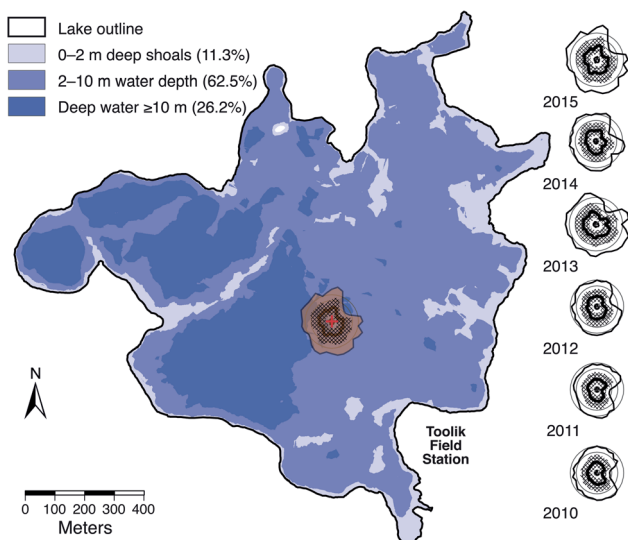 Lake outline
0–2 m deep shoals (11.3%)
2–10 m water depth (62.5%)
Deep water ≥10 m (26.2%)
2015
2014
2013
2012
2011
2010
N
Toolik
Field
Station
0 100 200 300 400
Meters